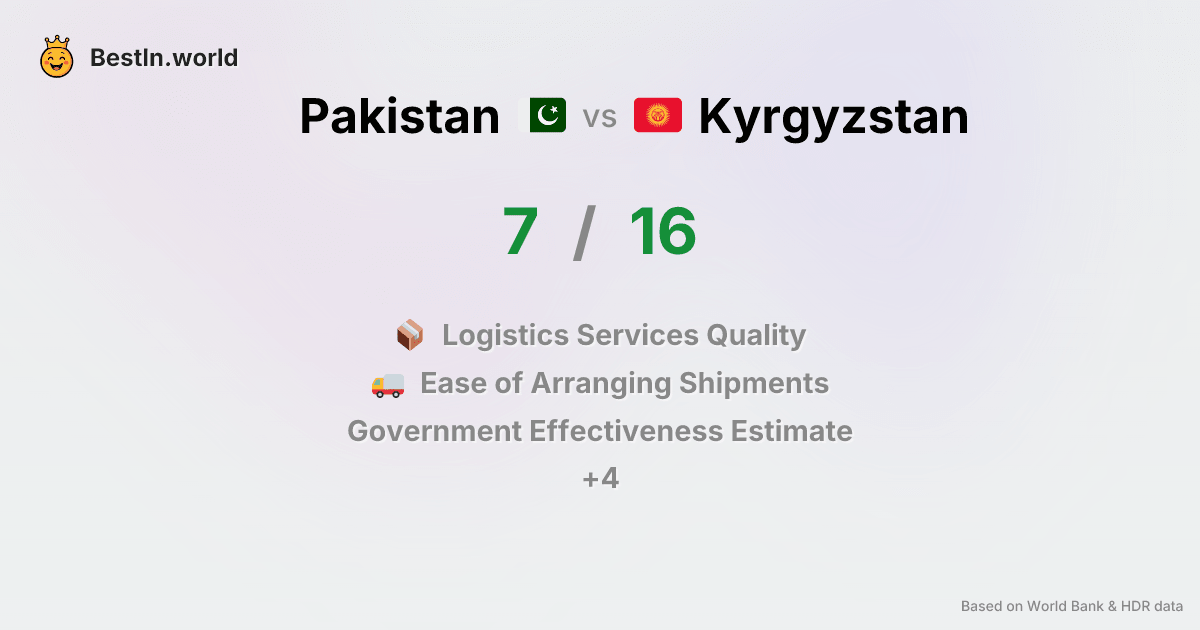 BestIn.world
Pakistan vs Kyrgyzstan
7 / 16
Logistics Services Quality
Ease of Arranging Shipments
Government Effectiveness Estimate
+4
Based on World Bank & HDR data